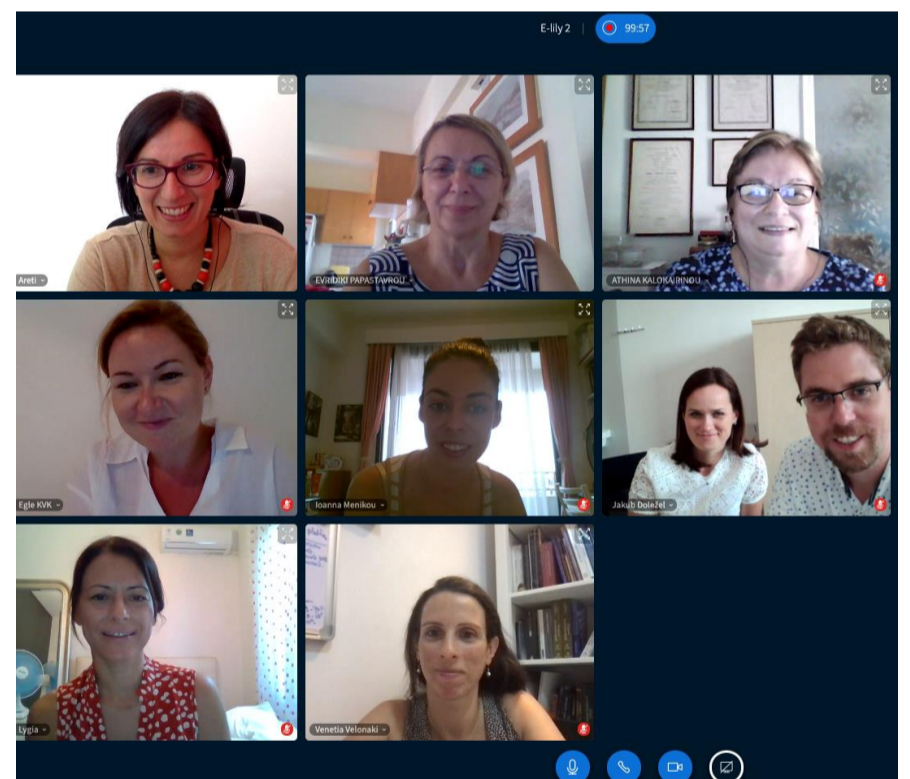 E-lily 2
99:57
Areti
EVRIDIKI PAPASTAVROU
ATHINA KALOKAIRINOU
Egle KVK
Ioanna Menikou
Jakub Doležel
Lygia
Venetia Velonaki